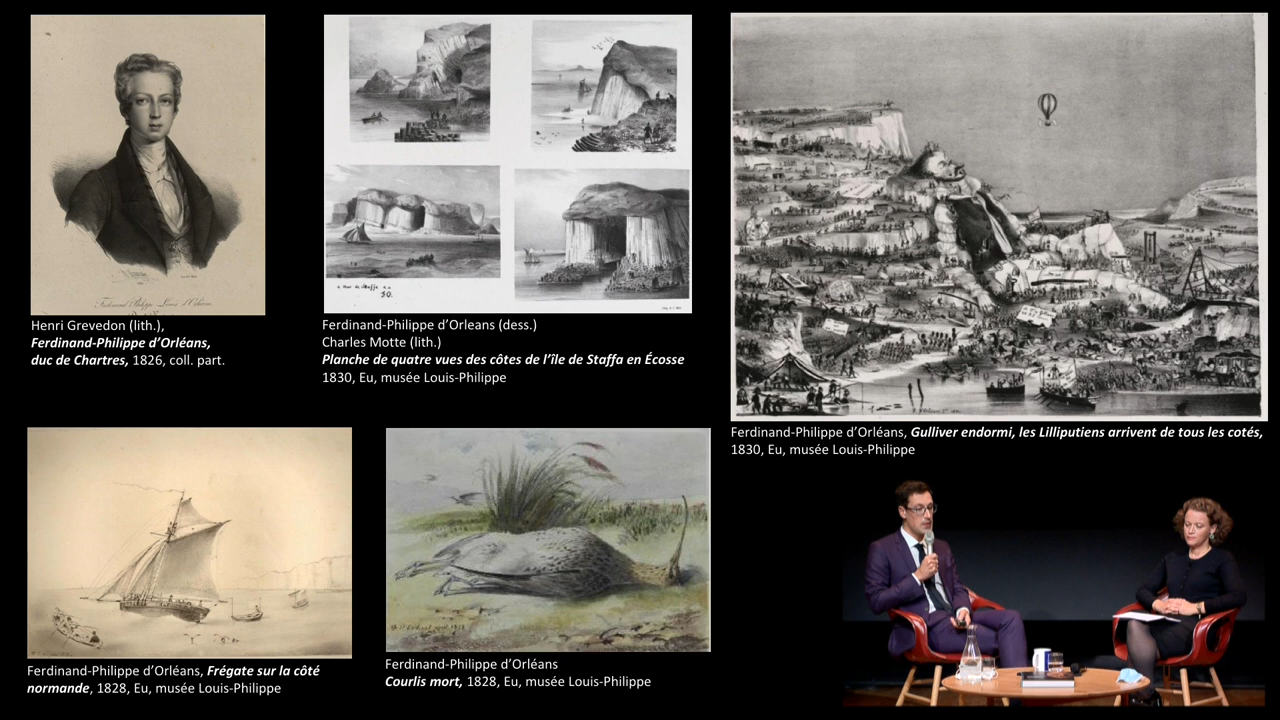 Ferdinand Philippe Louis d'Orléans
Henri Grevedon (lith.),
Ferdinand-Philippe d'Orléans,
duc de Chartres, 1826, coll. part.
Ferdinand-Philippe d'Orleans (dess.)
Charles Motte (lith.)
Planche de quatre vues des côtes de l'île de Staffa en Écosse
1830, Eu, musée Louis-Philippe
Ferdinand-Philippe d'Orléans, Gulliver endormi, les Lilliputiens arrivent de tous les cotés,
1830, Eu, musée Louis-Philippe
Ferdinand-Philippe d'Orléans, Frégate sur la côté
normande, 1828, Eu, musée Louis-Philippe
Ferdinand-Philippe d'Orléans
Courlis mort, 1828, Eu, musée Louis-Philippe